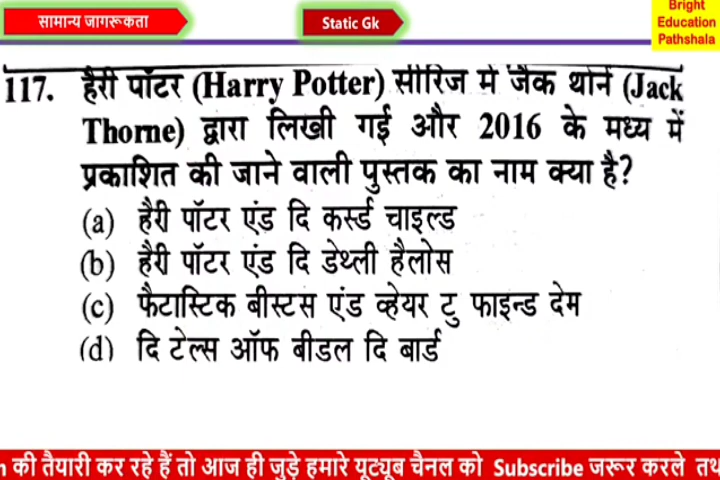 सामान्य जागरूकता
Static Gk
Bright
Education
Pathshala
117. हैरी पॉटर (Harry Potter) सीरिज में जैक थोर्न (Jack
Thorne) द्वारा लिखी गई और 2016 के मध्य में
प्रकाशित की जाने वाली पुस्तक का नाम क्या है?
(a) हैरी पॉटर एंड दि कर्स्ड चाइल्ड
(b) हैरी पॉटर एंड दि डेथ्ली हैलोस
(c) फैटास्टिक बीस्टस एंड व्हेयर टु फाइन्ड देम
(d) दि टेल्स ऑफ बीडल दि बार्ड
की तैयारी कर रहे हैं तो आज ही जुड़े हमारे यूट्यूब चैनल को Subscribe जरूर करले